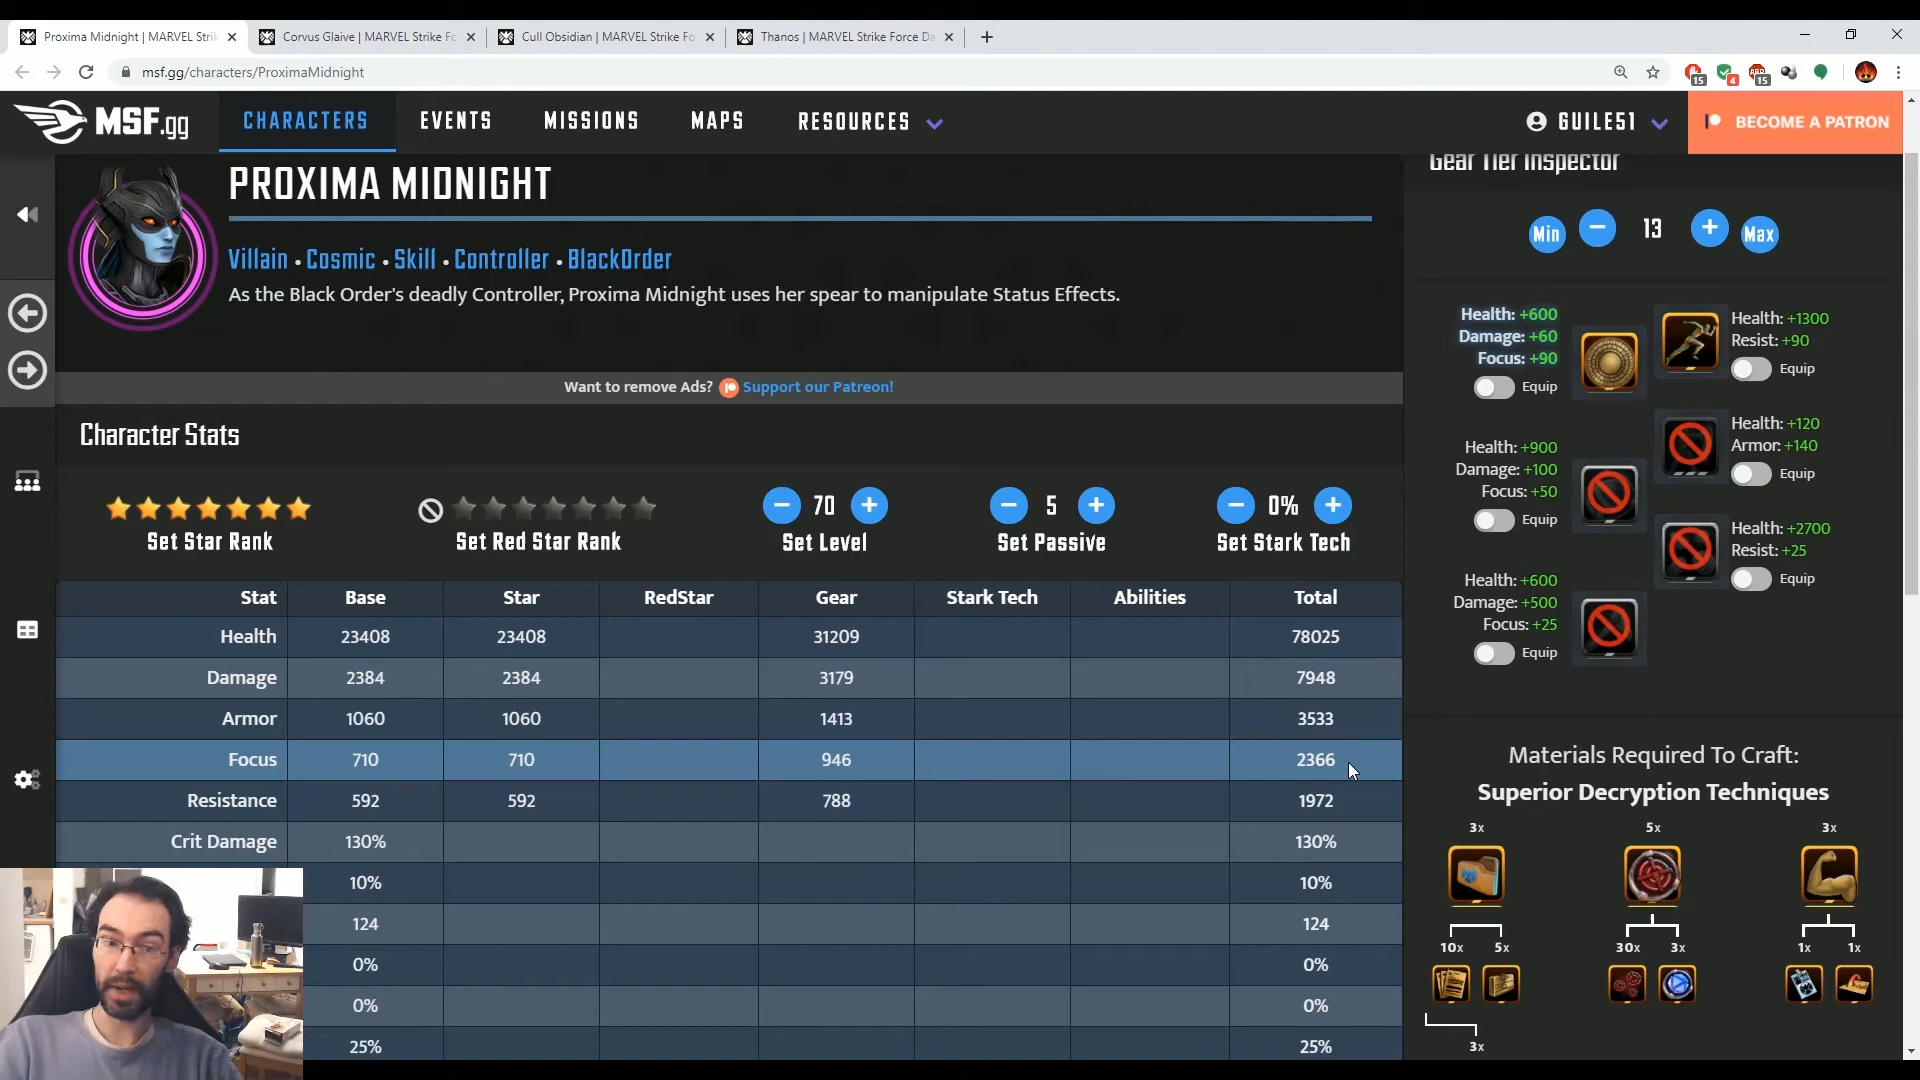 Proxima Midnight | MARVEL Strik
Corvus Glaive | MARVEL Strike Fo
Cull Obsidian | MARVEL Strike Fo
Thanos | MARVEL Strike Force Da
msf.gg/characters/ProximaMidnight
15
4
15
MSF.gg
CHARACTERS
EVENTS
MISSIONS
MAPS
RESOURCES
GUILE51
BECOME A PATRON
PROXIMA MIDNIGHT
Villain • Cosmic • Skill • Controller • BlackOrder
As the Black Order's deadly Controller, Proxima Midnight uses her spear to manipulate Status Effects.
Want to remove Ads? Support our Patreon!
Character Stats
70
5
0%
Set Star Rank
Set Red Star Rank
Set Level
Set Passive
Set Stark Tech
Stat Base Star RedStar Gear Stark Tech Abilities Total
Health 23408 23408 31209 78025
Damage 2384 2384 3179 7948
Armor 1060 1060 1413 3533
Focus 710 710 946 2366
Resistance 592 592 788 1972
Crit Damage 130% 130%
10% 10%
124 124
0% 0%
0% 0%
25% 25%
Gear Tier Inspector
Min 13 Max
Health: +600
Damage: +60
Focus: +90
Equip
Health: +1300
Resist: +90
Equip
Health: +900
Damage: +100
Focus: +50
Equip
Health: +120
Armor: +140
Equip
Health: +600
Damage: +500
Focus: +25
Equip
Health: +2700
Resist: +25
Equip
Materials Required To Craft:
Superior Decryption Techniques
3x 5x 3x
10x 5x 30x 3x 1x 1x
3x